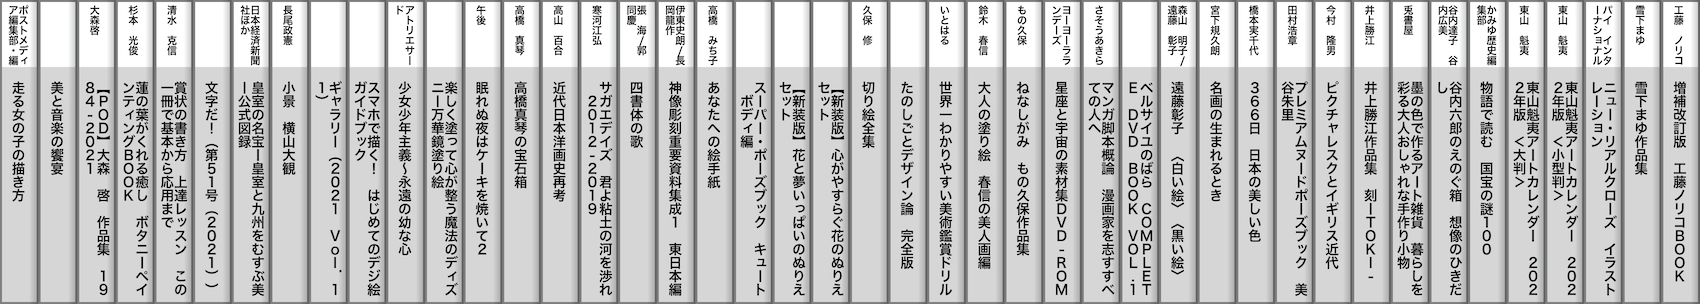 工藤 ノリコ
増補改訂版 工藤ノリコBOOK
雪下まゆ
雪下まゆ作品集
パイ インタ
ーナショナル
ニュー・リアルクローズ イラスト
レーション
東山 魁夷
東山魁夷アートカレンダー 202
2年版 <大判>
東山 魁夷
東山魁夷アートカレンダー 202
2年版 <小型判>
かみゆ歴史編
集部
物語で読む 国宝の謎100
谷内達子 谷
内広美
谷内六郎のえのぐ箱 想像のひきだ
し
兎書屋
墨の色で作るアート雑貨 暮らしを
彩る大人おしゃれな手作り小物
井上勝江
井上勝江作品集 刻ーTOKIー
今村 隆男
ピクチャレスクとイギリス近代
田村浩章
プレミアムヌードポーズブック 美
谷朱里
橋本実千代
366日 日本の美しい色
宮下規久朗
名画の生まれるとき
森山 明子/
遠藤 彰子
遠藤彰子 〈白い絵〉〈黒い絵〉
ベルサイユのばら COMPLET
E DVD BOOK VOL.1
さそうあきら
マンガ脚本概論 漫画家を志すすべ
ての人へ
ヨーヨーララ
ンデーズ
星座と宇宙の素材集DVD-ROM
もの久保
ねなしがみ もの久保作品集
鈴木 春信
大人の塗り絵 春信の美人画編
いとはる
世界一わかりやすい美術鑑賞ドリル
たのしごとデザイン論 完全版
久保 修
切り絵全集
【新装版】心がやすらぐ花のぬりえ
セット
【新装版】花と夢いっぱいのぬりえ
セット
スーパー・ポーズブック キュート
ボディ編
高橋 みち子
あなたへの絵手紙
伊東史朗/長
岡龍作
神像彫刻重要資料集成1 東日本編
張 海/郭
同慶
四書体の歌
寒河江弘
サガエデイズ 君よ粘土の河を渉れ
 2012-2019
高山 百合
近代日本洋画史再考
高橋 真琴
高橋真琴の宝石箱
午後
眠れぬ夜はケーキを焼いて2
楽しく塗って心が整う魔法のディズ
ニー万華鏡塗り絵
アトリエサー
ド
少女少年主義～永遠の幼な心
スマホで描く! はじめてのデジ絵
ガイドブック
ギャラリー(2021 Vol.1
1)
長尾政憲
小景 横山大観
日本経済新聞
社ほか
皇室の名宝ー皇室と九州をむすぶ美
ー公式図録
文字だ!(第51号(2021))
清水 克信
賞状の書き方 上達レッスン この
一冊で基本から応用まで
杉本 光俊
蓮の葉がくれる癒し ボタニーペイ
ンティングBOOK
大森啓
【POD】大森 啓 作品集 19
84-2021
美と音楽の饗宴
ポストメディ
ア編集部・編
走る女の子の描き方